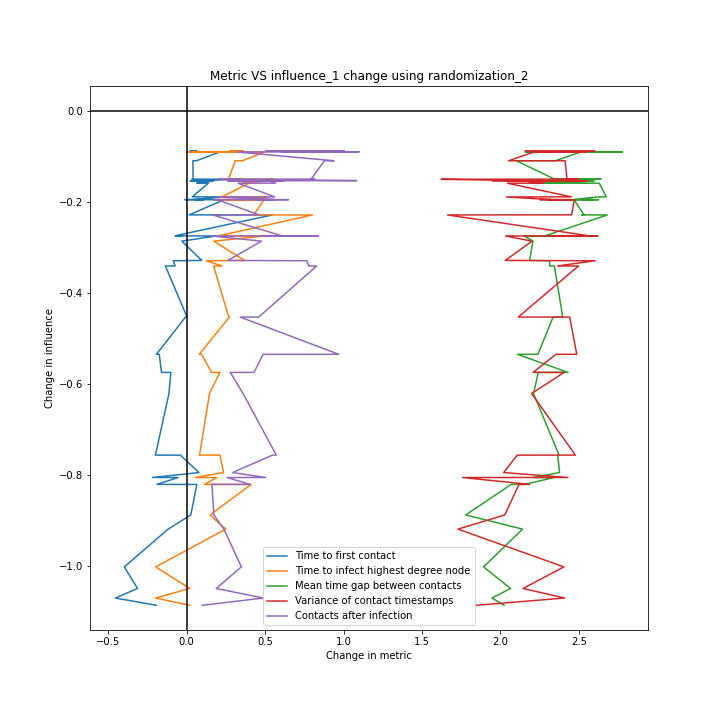 Metric VS influence_1 change using randomization_2
0.0
−0.2
−0.4
−0.6
−0.8
−1.0
Change in influence
Time to first contact
Time to infect highest degree node
Mean time gap between contacts
Variance of contact timestamps
Contacts after infection
−0.5 0.0 0.5 1.0 1.5 2.0 2.5
Change in metric